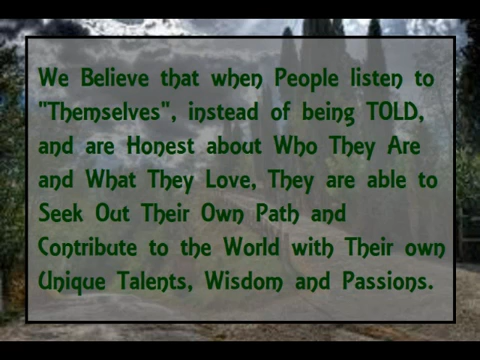 We Believe that when People listen to
"Themselves", instead of being TOLD,
and are Honest about Who They Are
and What They Love, They are able to
Seek Out Their Own Path and
Contribute to the World with Their own
Unique Talents, Wisdom and Passions.